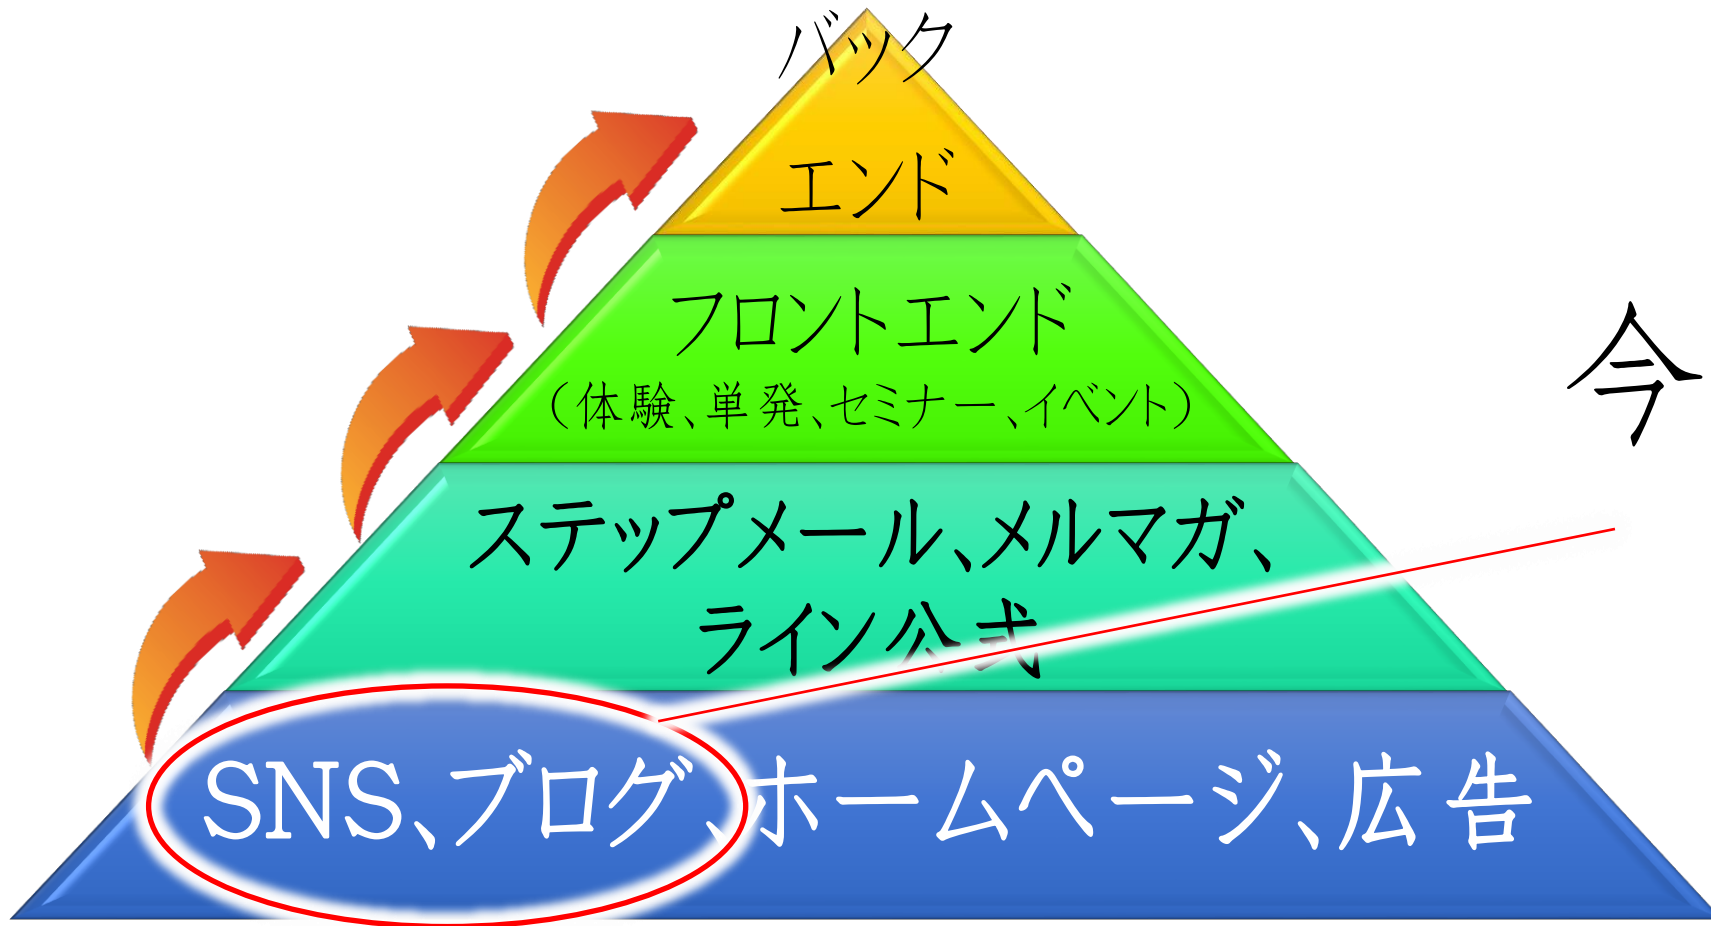 バック
エンド
フロントエンド
（体験、単発、セミナー、イベント）
今
ステップメール、メルマガ、
ライン公式
SNS、ブログ、ホームページ、広告